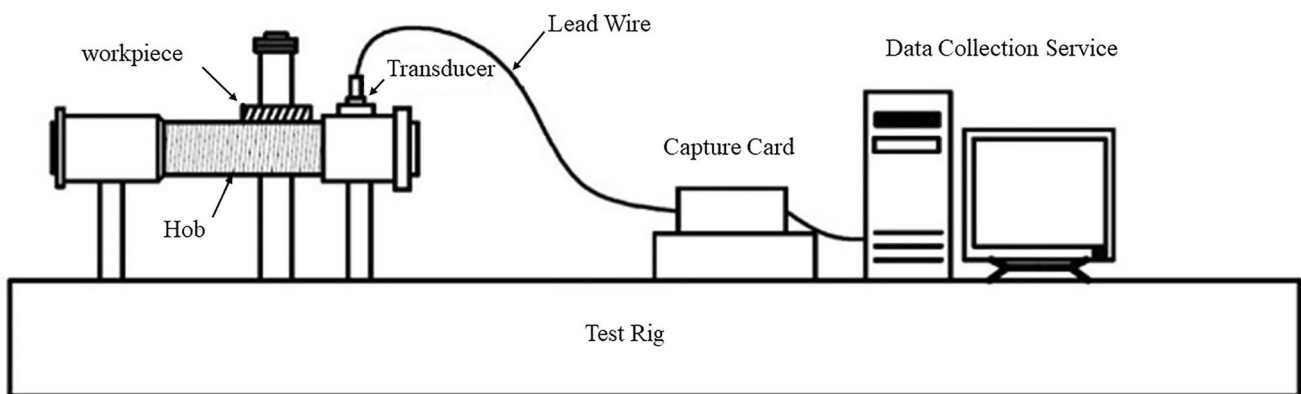 Lead Wire
Data Collection Service
workpiece
Transducer
Capture Card
Hob
Test Rig